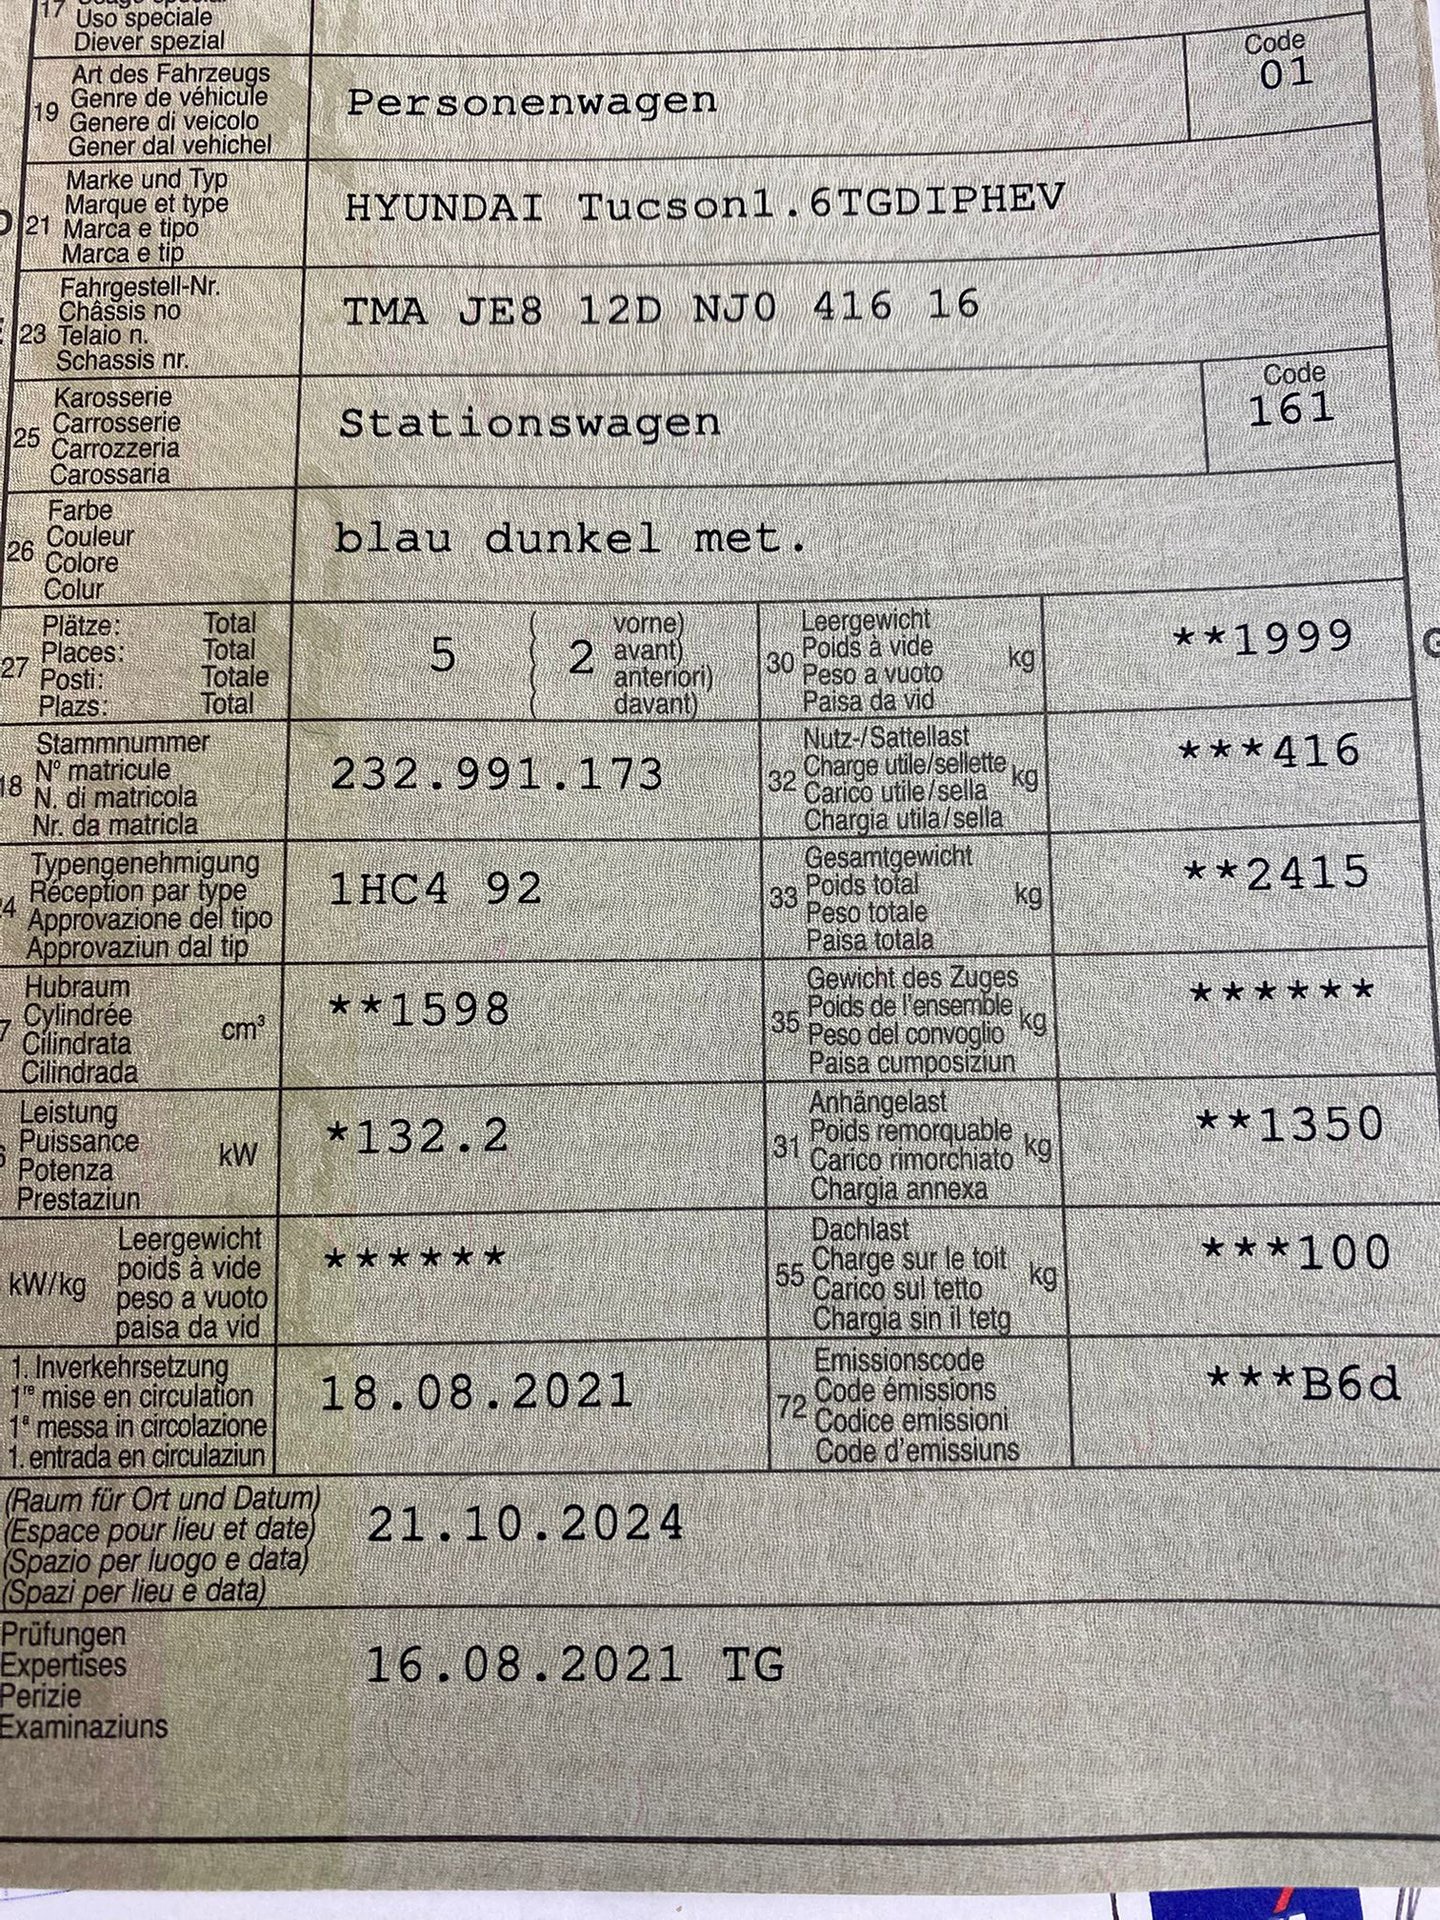 17
Uso speciale
Diever spezial
19 Art des Fahrzeugs
Genre de véhicule
Genere di veicolo
Gener dal vehichel
Personenwagen
Code
01
21 Marke und Typ
Marque et type
Marca e tipo
Marca e tip
HYUNDAI Tucson1.6TGDIPHEV
23 Fahrgestell-Nr.
Châssis no
Telaio n.
Schassis nr.
TMA JE8 12D NJ0 416 16
25 Karosserie
Carrosserie
Carrozzeria
Carossaria
Stationswagen
Code
161
26 Farbe
Couleur
Colore
Colur
blau dunkel met.
27 Plätze: Total
Places: Total
Posti: Totale
Plazs: Total
5 ( 2 vorne)
avant)
anteriori)
davant)
30 Leergewicht
Poids à vide
Peso a vuoto
Paisa da vid
kg
**1999
18 Stammnummer
N° matricule
N. di matricola
Nr. da matricla
232.991.173
32 Nutz-/Sattellast
Charge utile/sellette
Carico utile/sella
Chargia utila/sella
kg
***416
Typengenehmigung
Réception par type
Approvazione del tipo
Approvaziun dal tip
1HC4 92
33 Gesamtgewicht
Poids total
Peso totale
Paisa totala
kg
**2415
Hubraum
Cylindrée
Cilindrata
Cilindrada
cm³
**1598
35 Gewicht des Zuges
Poids de l'ensemble
Peso del convoglio
Paisa cumposiziun
kg
******
Leistung
Puissance
Potenza
Prestaziun
kW
*132.2
31 Anhängelast
Poids remorquable
Carico rimorchiato
Chargia annexa
kg
**1350
kW/kg
Leergewicht
poids à vide
peso a vuoto
paisa da vid
******
55 Dachlast
Charge sur le toit
Carico sul tetto
Chargia sin il tetg
kg
***100
1. Inverkehrsetzung
1re mise en circulation
1a messa in circolazione
1. entrada en circulaziun
18.08.2021
72 Emissionscode
Code émissions
Codice emissioni
Code d'emissiuns
***B6d
(Raum für Ort und Datum)
(Espace pour lieu et date)
(Spazio per luogo e data)
(Spazi per lieu e data)
21.10.2024
Prüfungen
Expertises
Perizie
Examinaziuns
16.08.2021 TG